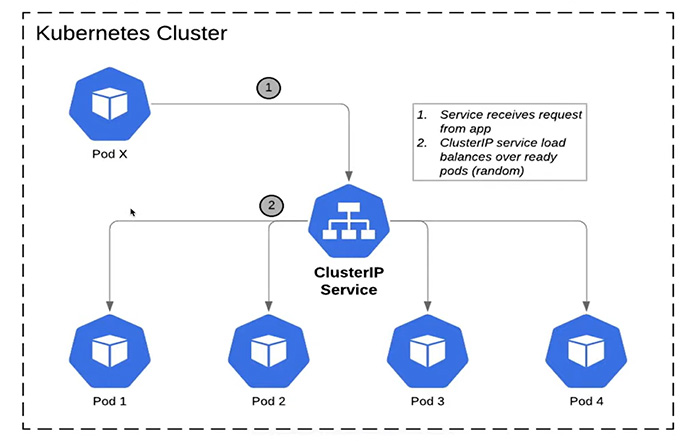 Kubernetes Cluster
1
Pod X
1. Service receives request
from app
2. ClusterIP service load
balances over ready
pods (random)
2
ClusterIP
Service
Pod 1
Pod 2
Pod 3
Pod 4